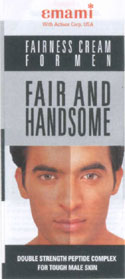 emami
With Activor Corp. USA
FAIRNESS CREAM
FOR MEN
FAIR AND
HANDSOME
DOUBLE STRENGTH PEPTIDE COMPLEX
FOR TOUGH MALE SKIN